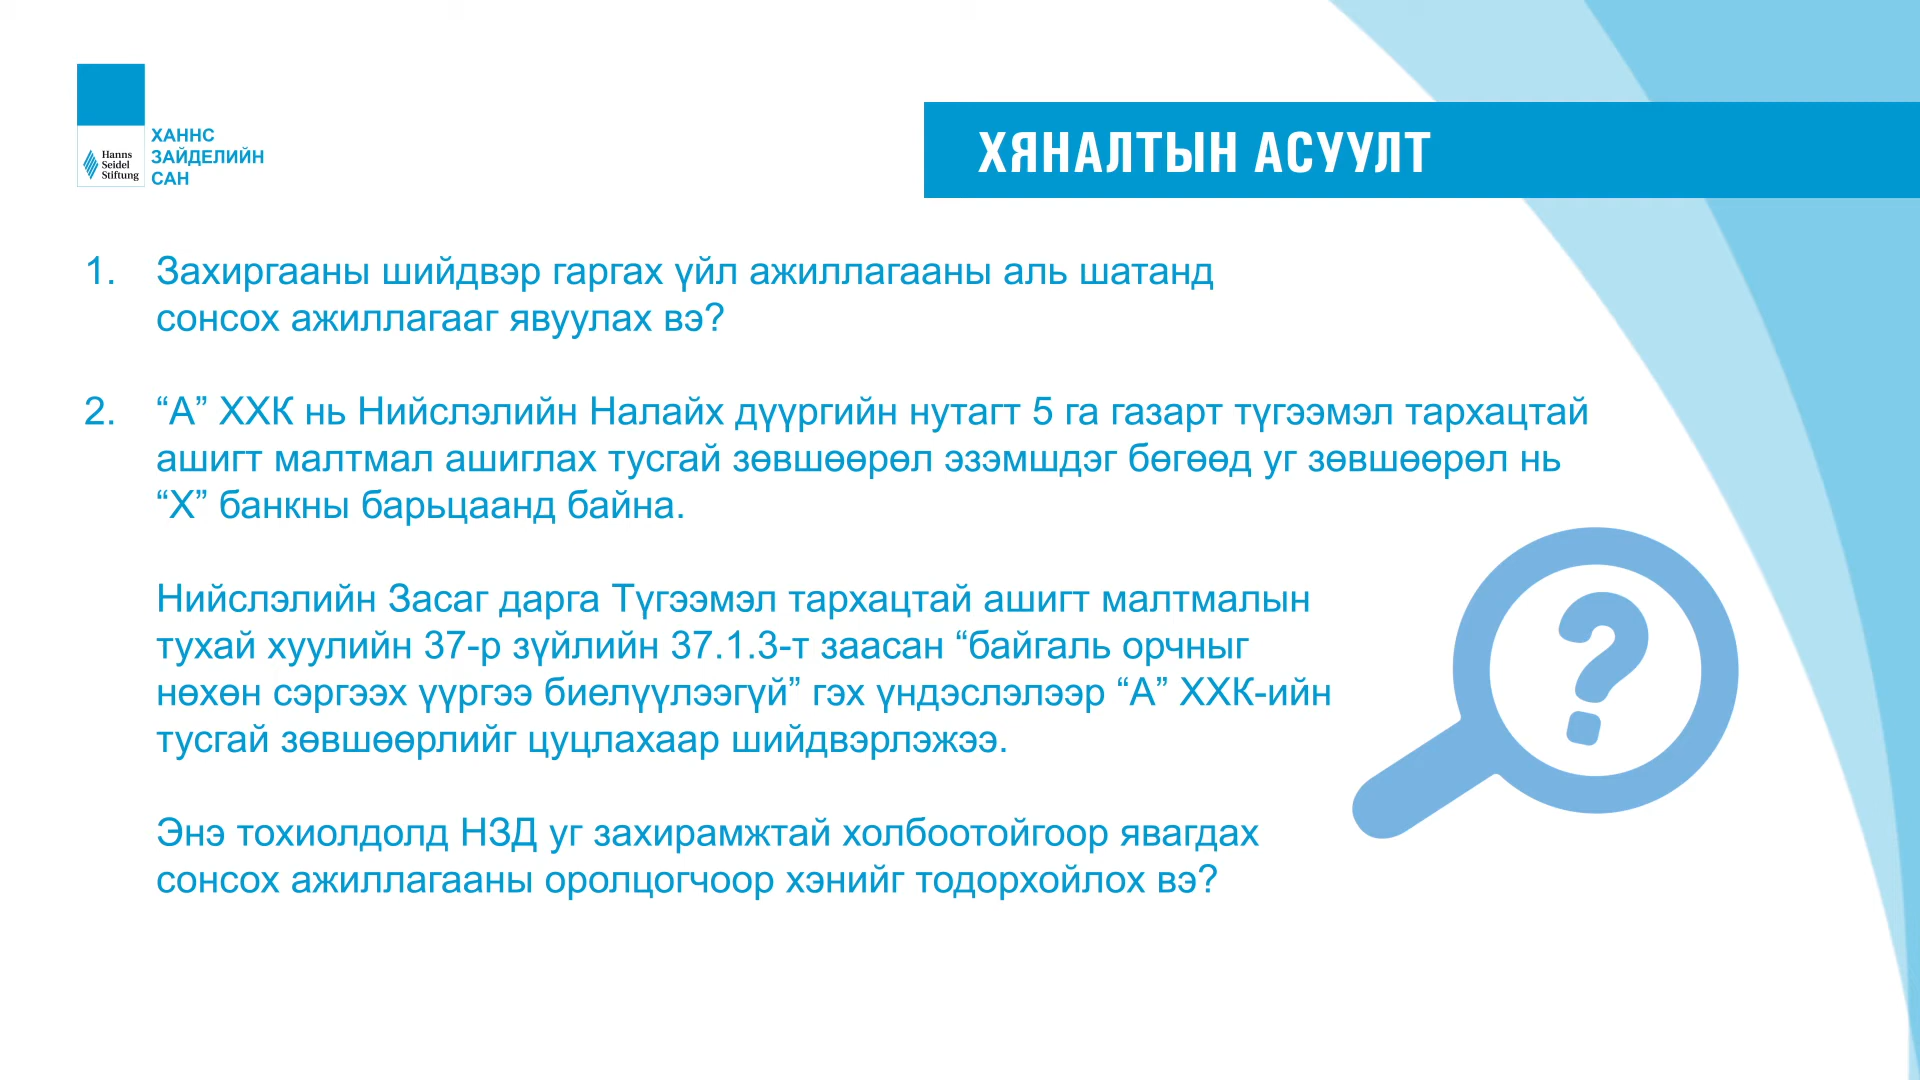 Hanns
Seidel
Stiftung
ХАННС
ЗАЙДЕЛИЙН
САН
ХЯНАЛТЫН АСУУЛТ
1. Захиргааны шийдвэр гаргах үйл ажиллагааны аль шатанд
сонсох ажиллагааг явуулах вэ?
2. “А” ХХК нь Нийслэлийн Налайх дүүргийн нутагт 5 га газарт түгээмэл тархацтай
ашигт малтмал ашиглах тусгай зөвшөөрөл эзэмшдэг бөгөөд уг зөвшөөрөл нь
“Х” банкны барьцаанд байна.
Нийслэлийн Засаг дарга Түгээмэл тархацтай ашигт малтмалын
тухай хуулийн 37-р зүйлийн 37.1.3-т заасан “байгаль орчныг
нөхөн сэргээх үүргээ биелүүлээгүй” гэх үндэслэлээр “А” ХХК-ийн
тусгай зөвшөөрлийг цуцлахаар шийдвэрлэжээ.
Энэ тохиолдолд НЗД уг захирамжтай холбоотойгоор явагдах
сонсох ажиллагааны оролцогчоор хэнийг тодорхойлох вэ?